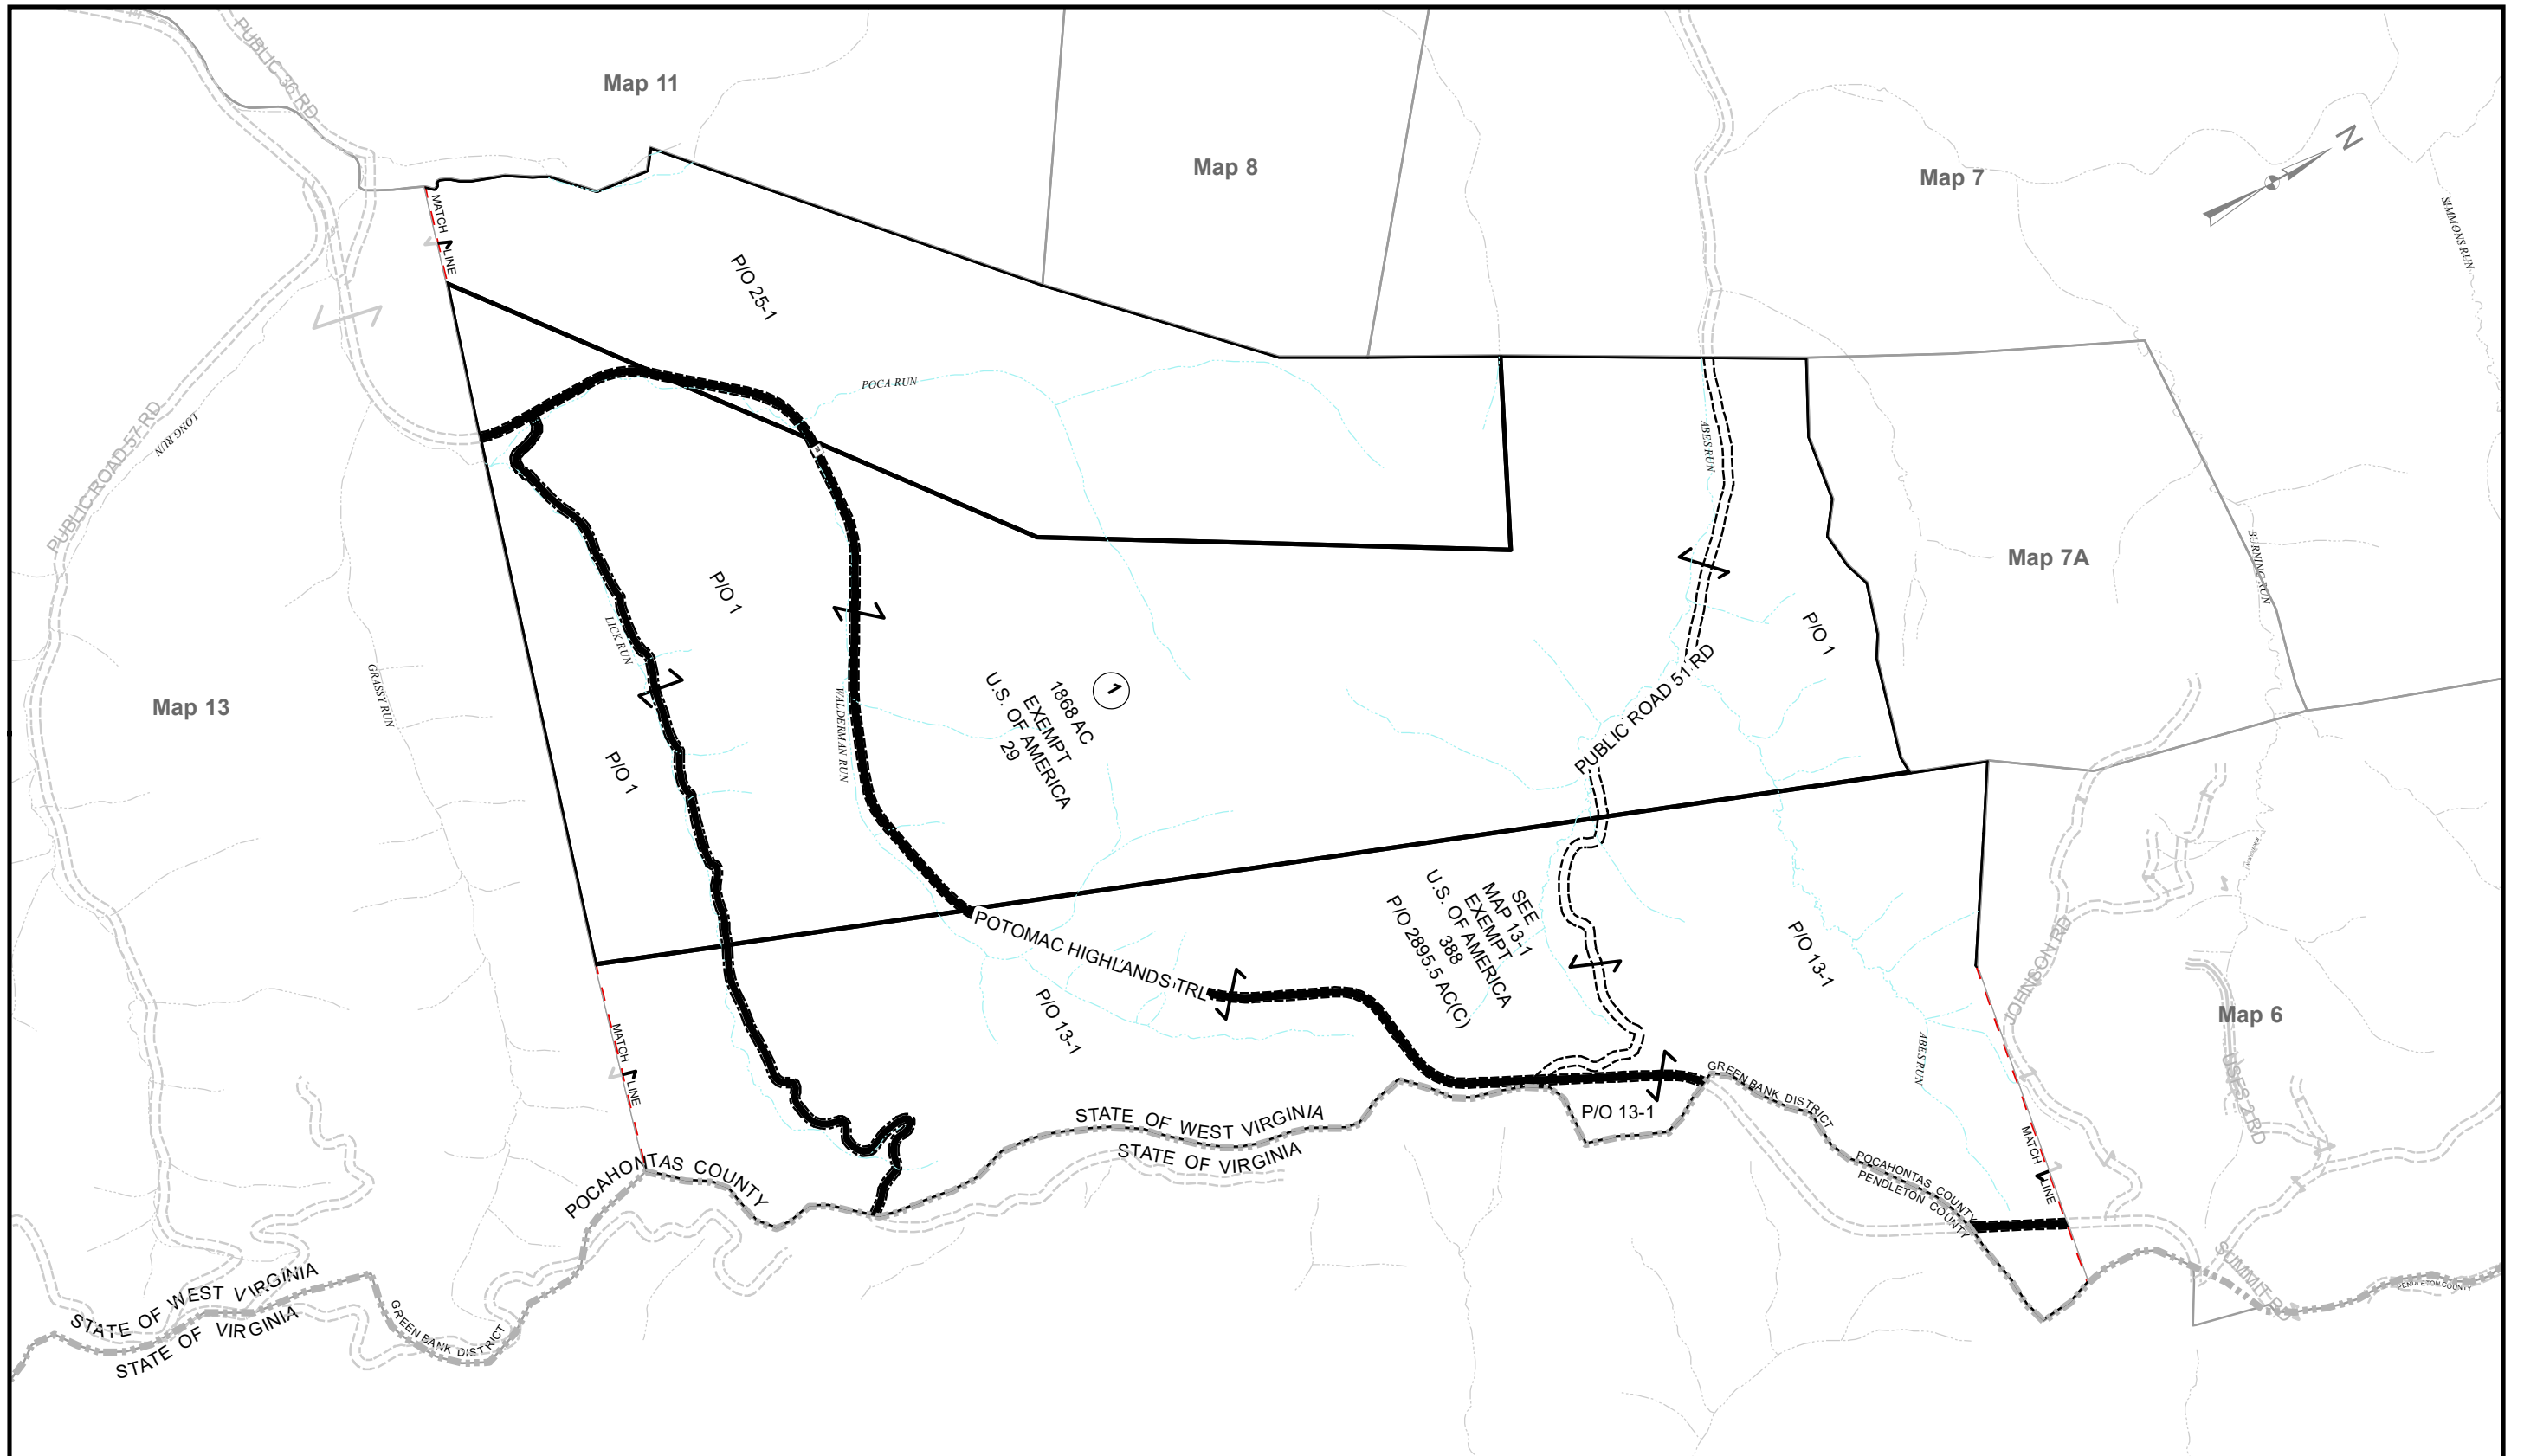 PUBLIC 36 RD
Map 11
Map 8
Map 7
N
SIMMONS RUN
MATCH LINE
P/O 25-1
POCA RUN
PUBLIC ROAD 57 RD
LONG RUN
ABES RUN
BURNING RUN
Map 7A
P/O 1
P/O 1
LICK RUN
GRASSY RUN
Map 13
WALDERMAN RUN
1
1868 AC
EXEMPT
U.S. OF AMERICA
29
PUBLIC ROAD 51 RD
P/O 1
SEE
MAP 13-1
EXEMPT
U.S. OF AMERICA
388
P/O 2895.5 AC(C)
POTOMAC HIGHLANDS TRL
P/O 13-1
P/O 13-1
JOHNSON RD
Map 6
USFS 2 RD
ABES RUN
MATCH LINE
GREEN BANK DISTRICT
P/O 13-1
STATE OF WEST VIRGINIA
STATE OF VIRGINIA
POCAHONTAS COUNTY
POCAHONTAS COUNTY
PENDLETON COUNTY
MATCH LINE
SUMMIT RD
PENDLETON COUNTY
STATE OF WEST VIRGINIA
STATE OF VIRGINIA
GREEN BANK DISTRICT